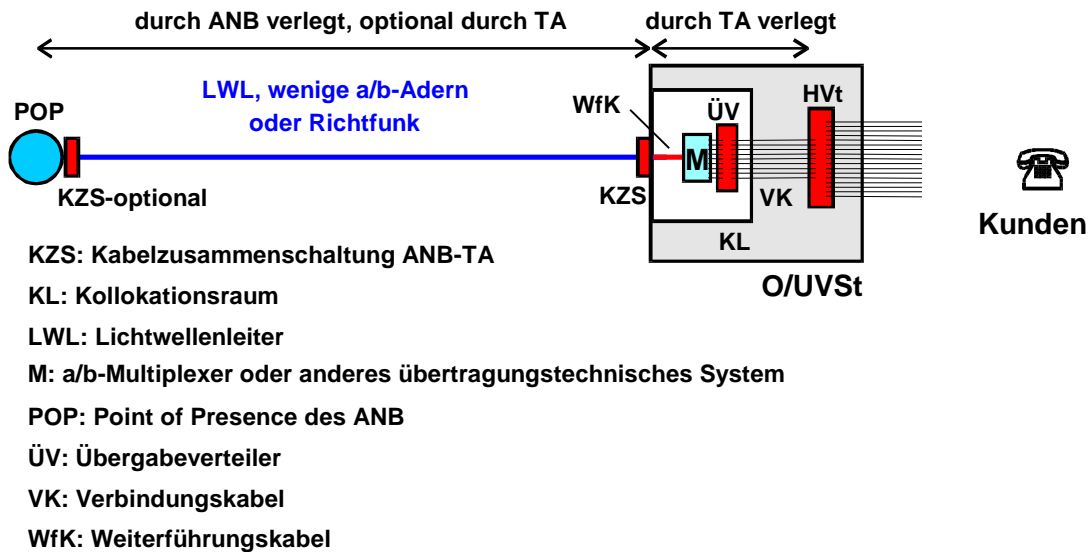 durch ANB verlegt, optional durch TA
durch TA verlegt
LWL, wenige a/b-Adern
oder Richtfunk
POP
WfK
ÜV
HVt
M
KZS-optional
KZS
VK
KL
O/UVSt
Kunden
KZS: Kabelzusammenschaltung ANB-TA
KL: Kollokationsraum
LWL: Lichtwellenleiter
M: a/b-Multiplexer oder anderes übertragungstechnisches System
POP: Point of Presence des ANB
ÜV: Übergabeverteiler
VK: Verbindungskabel
WfK: Weiterführungskabel